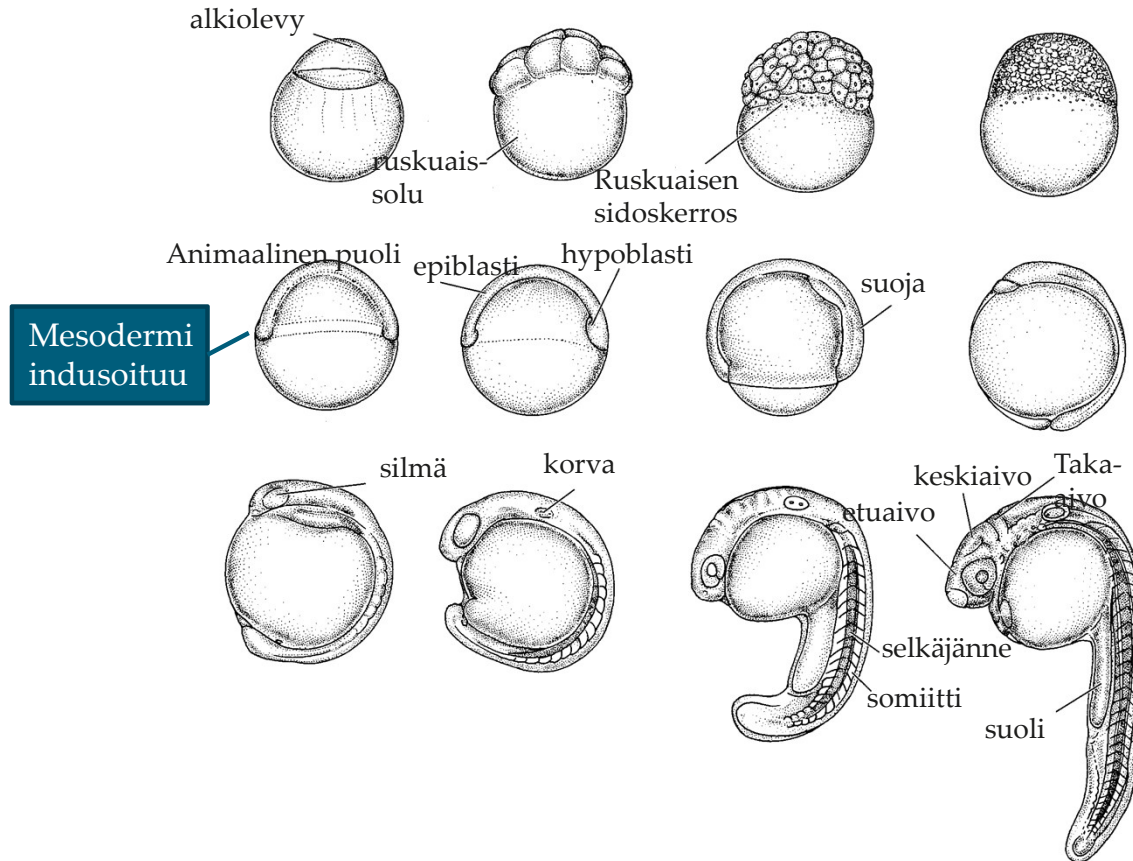 alkiolevy
ruskuais-
solu
Ruskuaisen
sidoskerros
Animaalinen puoli
epiblasti
hypoblasti
suoja
Mesodermi
indusoituu
silmä
korva
etuaivo
keskiaivo
Taka-
aivo
selkäjänne
somiitti
suoli